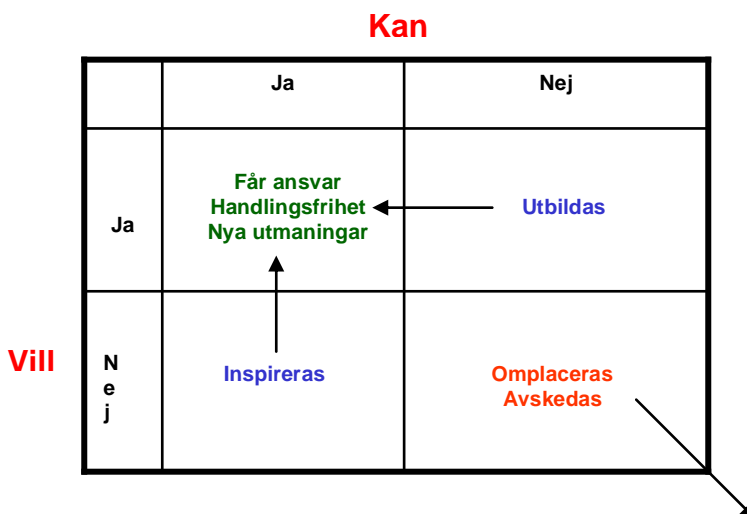 Kan
Ja Nej
Får ansvar
Handlingsfrihet
Nya utmaningar
Ja
Utbildas
Vill
N
e
j
Inspireras
Omplaceras
Avskedas